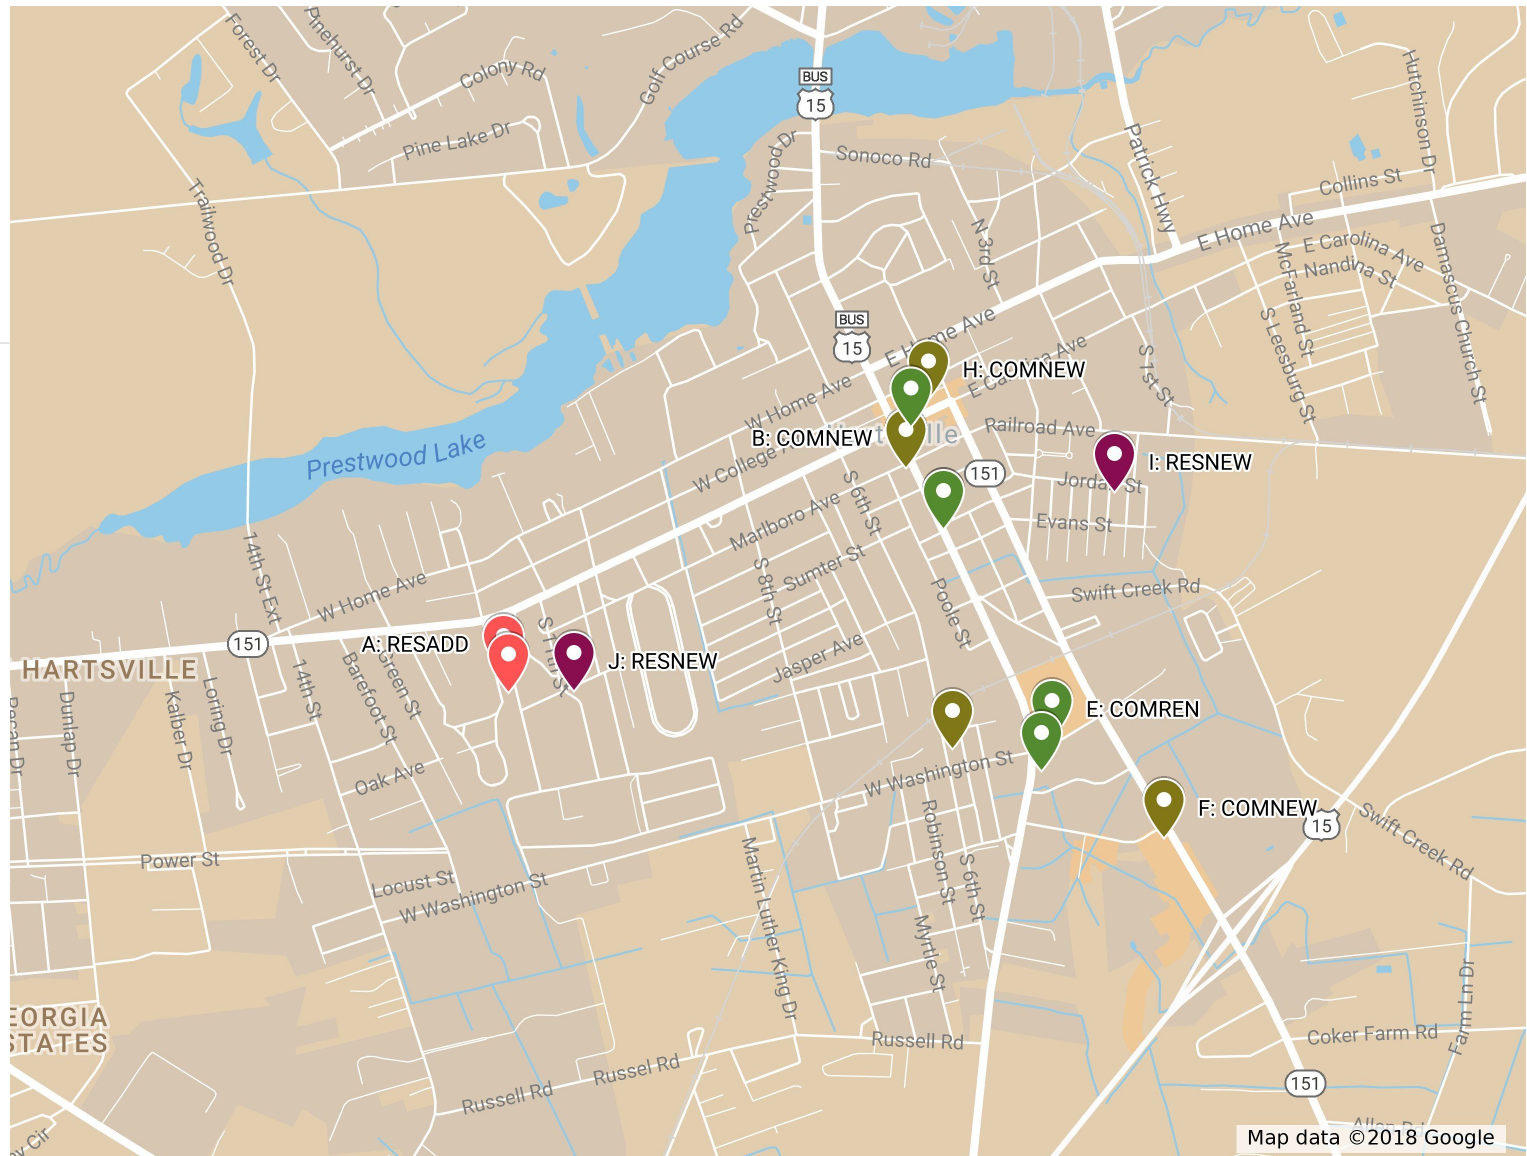 Forest Dr
Pinehurst Dr
Colony Rd
Golf Course Rd
Pine Lake Dr
BUS
15
Prestwood Dr
Sonoco Rd
Patrick Hwy
Hutchinson Dr
Collins St
E Home Ave
Trailwood Dr
N 3rd St
E Carolina Ave
McFarland St
Nandina St
Damascus Church St
S Leesburg St
BUS
15
E Home Ave
E Carolina Ave
S 1st St
H: COMNEW
W Home Ave
Railroad Ave
B: COMNEW
Prestwood Lake
W College
151
I: RESNEW
Jordan St
S 6th St
Marlboro Ave
Evans St
14th St Ext
Sumter St
S 8th St
Swift Creek Rd
W Home Ave
Poole St
151
A: RESADD
S 11th St
J: RESNEW
Jasper Ave
HARTSVILLE
14th St
Barefoot St
Green St
Loring Dr
Kalber Dr
Dunlap Dr
E: COMREN
Oak Ave
W Washington St
F: COMNEW
15
Swift Creek Rd
Robinson St
S 6th St
Power St
Locust St
W Washington St
Martin Luther King Dr
Myrtle St
Farm Ln Dr
EORGIA
STATES
Russell Rd
Coker Farm Rd
Russel Rd
Russell Rd
151
Map data ©2018 Google